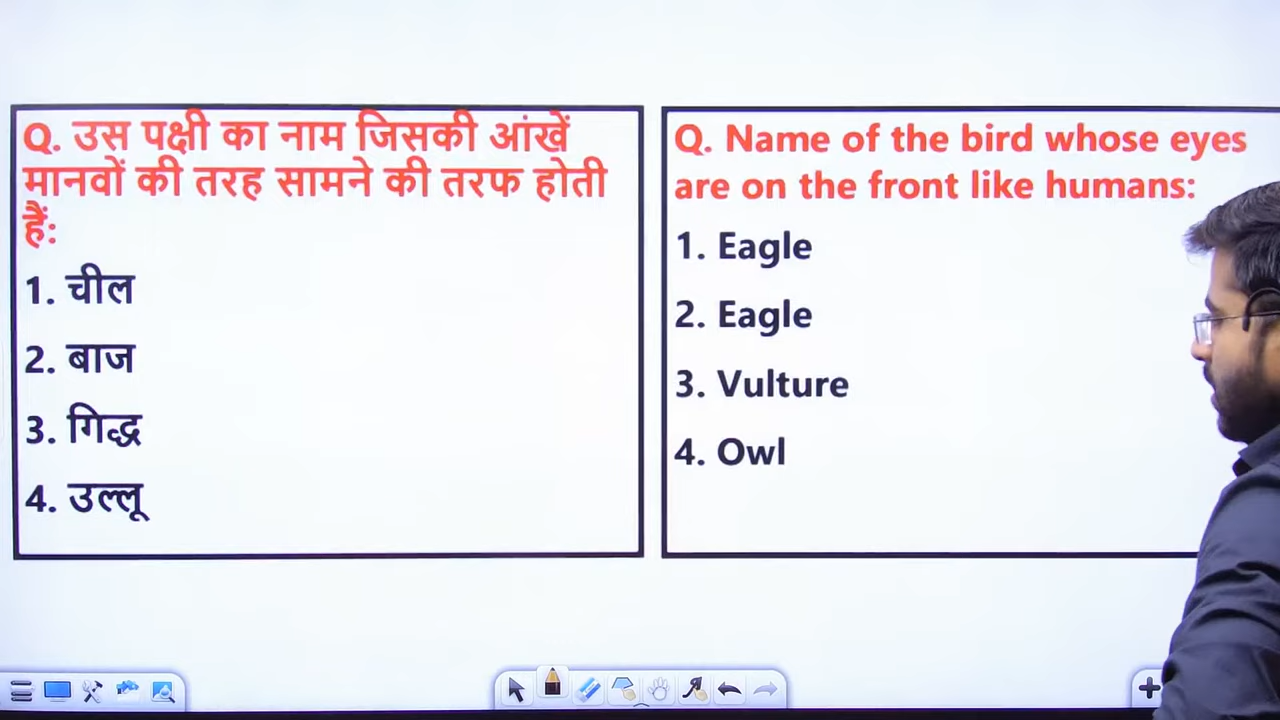 Q. उस पक्षी का नाम जिसकी आंखें
मानवों की तरह सामने की तरफ होती
हैं:
1. चील
2. बाज
3. गिद्ध
4. उल्लू
Q. Name of the bird whose eyes
are on the front like humans:
1. Eagle
2. Eagle
3. Vulture
4. Owl